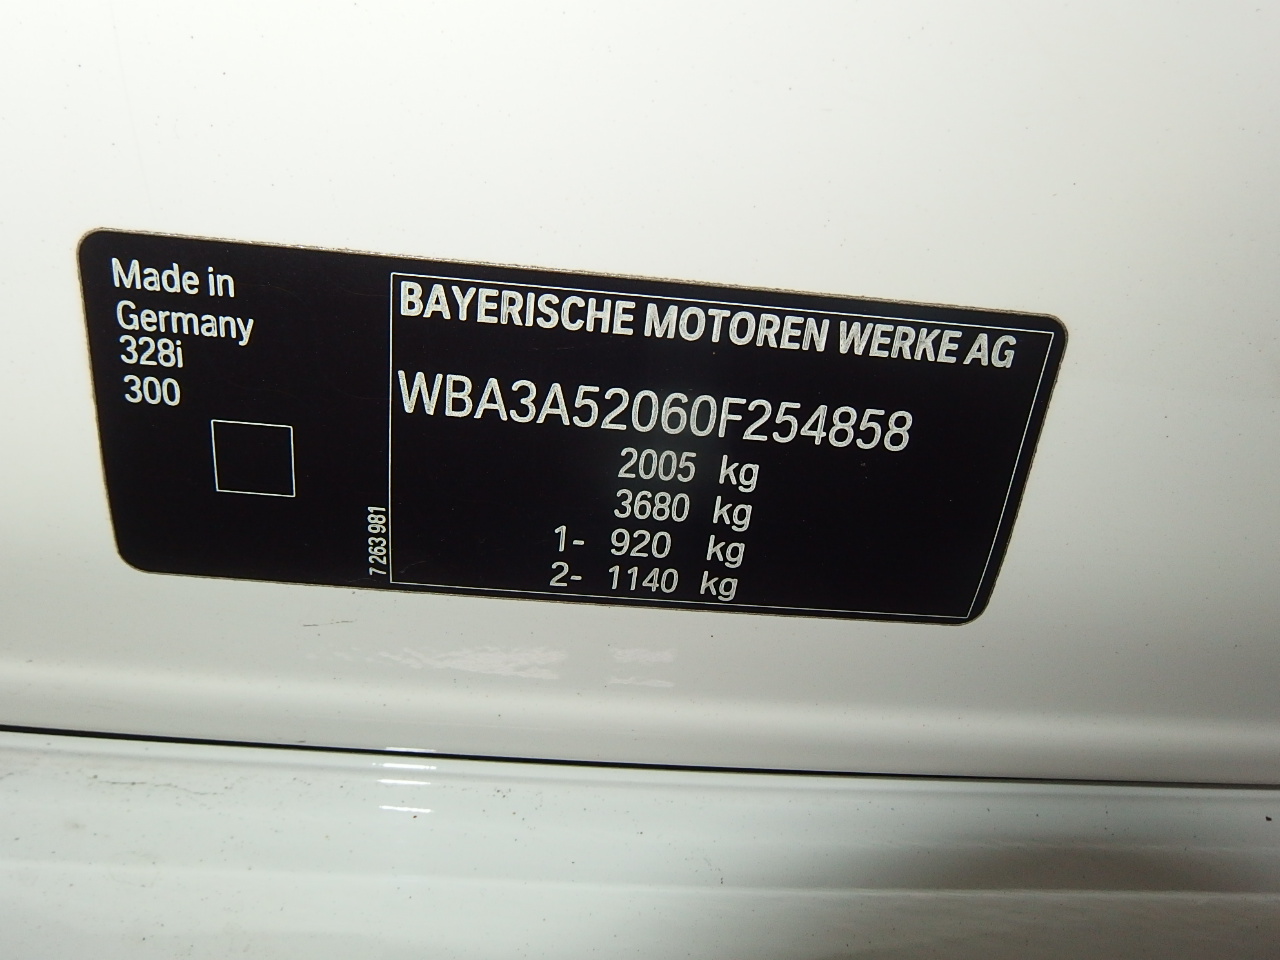 Made in
Germany
328i
300
7 263 981
BAYERISCHE MOTOREN WERKE AG
WBA3A52060F254858
2005 kg
3680 kg
1- 920 kg
2- 1140 kg